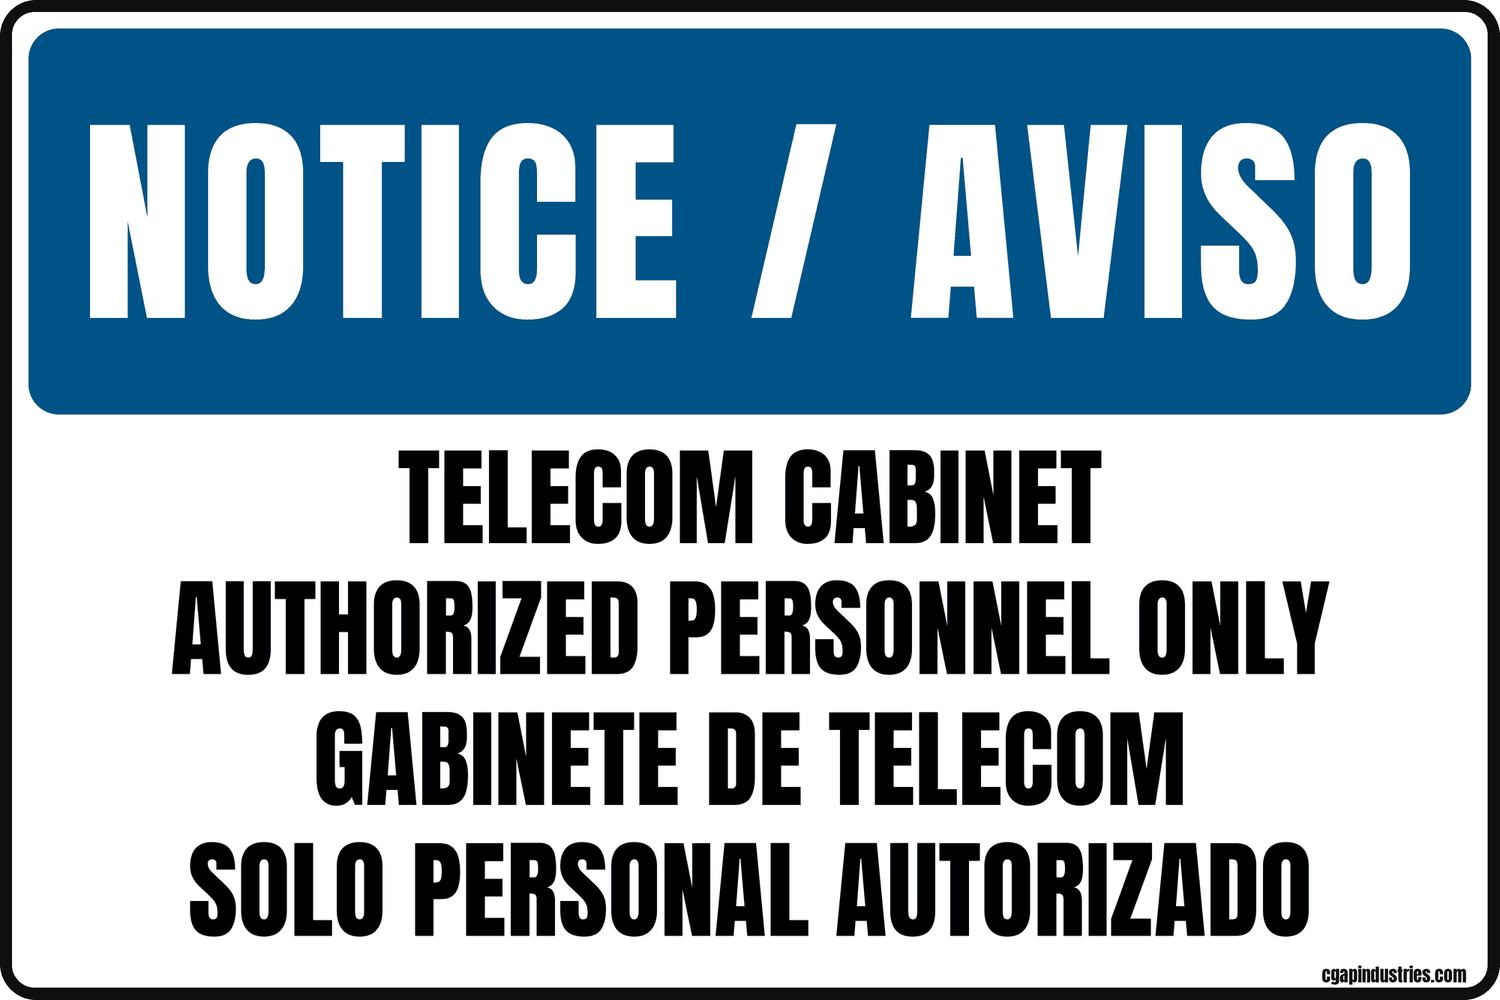 NOTICE / AVISO
TELECOM CABINET
AUTHORIZED PERSONNEL ONLY
GABINETE DE TELECOM
SOLO PERSONAL AUTORIZADO
cgapindustries.com